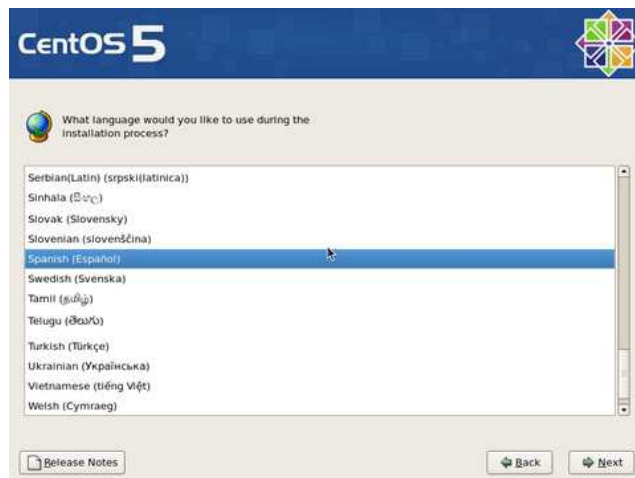 CentOS 5
What language would you like to use during the
installation process?
Serbian(Latin) (srpski(latinica))
Sinhala (සිංහල)
Slovak (Slovensky)
Slovenian (slovenščina)
Spanish (Español)
Swedish (Svenska)
Tamil (தமிழ்)
Telugu (తెలుగు)
Turkish (Türkçe)
Ukrainian (Українська)
Vietnamese (tiếng Việt)
Welsh (Cymraeg)
Release Notes
Back
Next